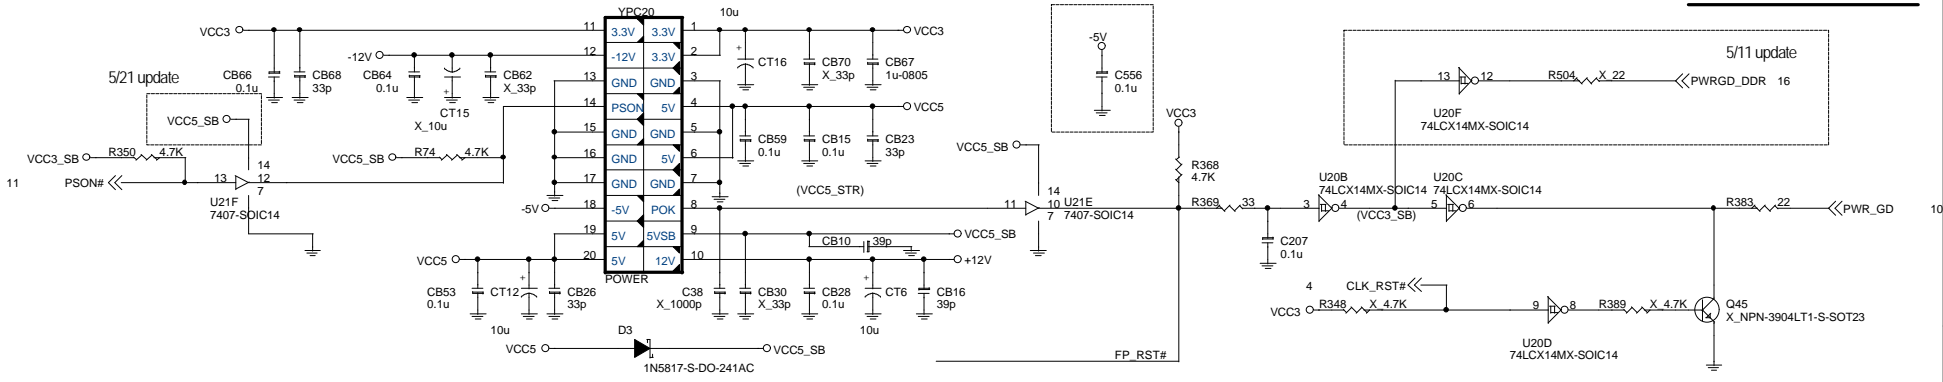 YPC20
10u
VCC3
11
3.3V
3.3V
1
VCC3
-12V
12
-12V
3.3V
2
CT16
CB70
X_33p
CB67
1u-0805
5/21 update
CB66
0.1u
CB68
33p
CB64
0.1u
CB62
X_33p
13
GND
GND
3
CT15
X_10u
14
PSON
5V
4
VCC5
VCC5_SB
15
GND
GND
5
CB59
0.1u
CB15
0.1u
CB23
33p
VCC3_SB
R350
4.7K
VCC5_SB
R74
4.7K
16
GND
5V
6
11
PSON#
13
14
12
7
17
GND
GND
7
(VCC5_STR)
U21F
7407-SOIC14
-5V
18
-5V
POK
8
19
5V
5VSB
9
VCC5_SB
CB10
39p
VCC5
20
5V
12V
10
+12V
POWER
CB53
0.1u
CT12
10u
CB26
33p
C38
X_1000p
CB30
X_33p
CB28
0.1u
CT6
10u
CB16
39p
D3
VCC5
VCC5_SB
1N5817-S-DO-241AC
-5V
C556
0.1u
VCC3
VCC5_SB
R368
4.7K
11
14
10
7
U21E
7407-SOIC14
R369
33
C207
0.1u
FP_RST#
5/11 update
13
12
R504
X_22
PWRGD_DDR
16
U20F
74LCX14MX-SOIC14
U20B
74LCX14MX-SOIC14
U20C
74LCX14MX-SOIC14
3
4
(VCC3_SB)
5
6
R383
22
PWR_GD
10
4
CLK_RST#
VCC3
R348
X_4.7K
9
8
R389
X_4.7K
Q45
X_NPN-3904LT1-S-SOT23
U20D
74LCX14MX-SOIC14